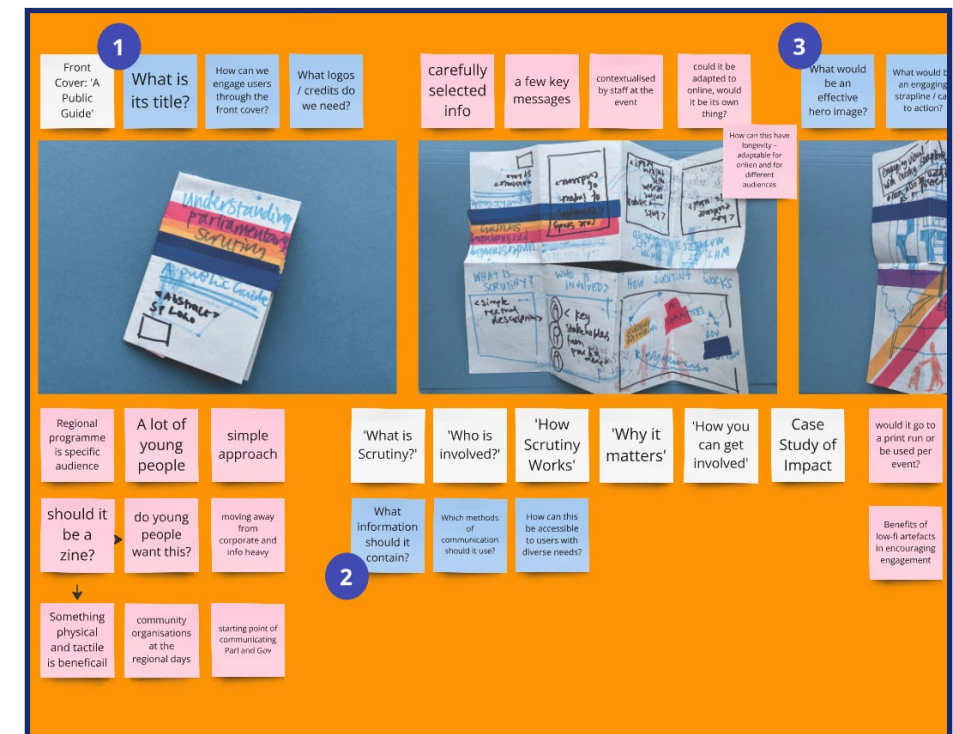 1
Front
Cover: 'A
Public
Guide'
What is
its title?
How can we
engage users
through the
front cover?
What logos
/ credits do
we need?
carefully
selected
info
a few key
messages
contextualised
by staff at the
event
could it be
adapted to
online, would
it be its own
thing?
How can this have
longevity –
adaptable for
onlien and for
different
audiences
3
What would
be an
effective
hero image?
What would b
an engaging
strapline / ca
to action?
Understanding
parliamentary
scrutiny
A public Guide
<ABSTRACT>
SP Logo
WHAT IS
SCRUTINY?
<simple
textual
description>
WHO IS
INVOLVED?
< key
stakeholders
from
HOW SCRUTINY WORKS
Regional
programme
is specific
audience
A lot of
young
people
simple
approach
should it
be a
zine?
do young
people
want this?
moving away
from
corporate and
info heavy
Something
physical
and tactile
is beneficail
community
organisations
at the
regional days
starting point of
communicating
Parl and Gov
'What is
Scrutiny?'
'Who is
involved?'
'How
Scrutiny
Works'
'Why it
matters'
'How you
can get
involved'
Case
Study of
Impact
What
information
should it
contain?
Which methods
of
communication
should it use?
How can this
be accessible
to users with
diverse needs?
2
would it go to
a print run or
be used per
event?
Benefits of
low-fi artefacts
in encouraging
engagement